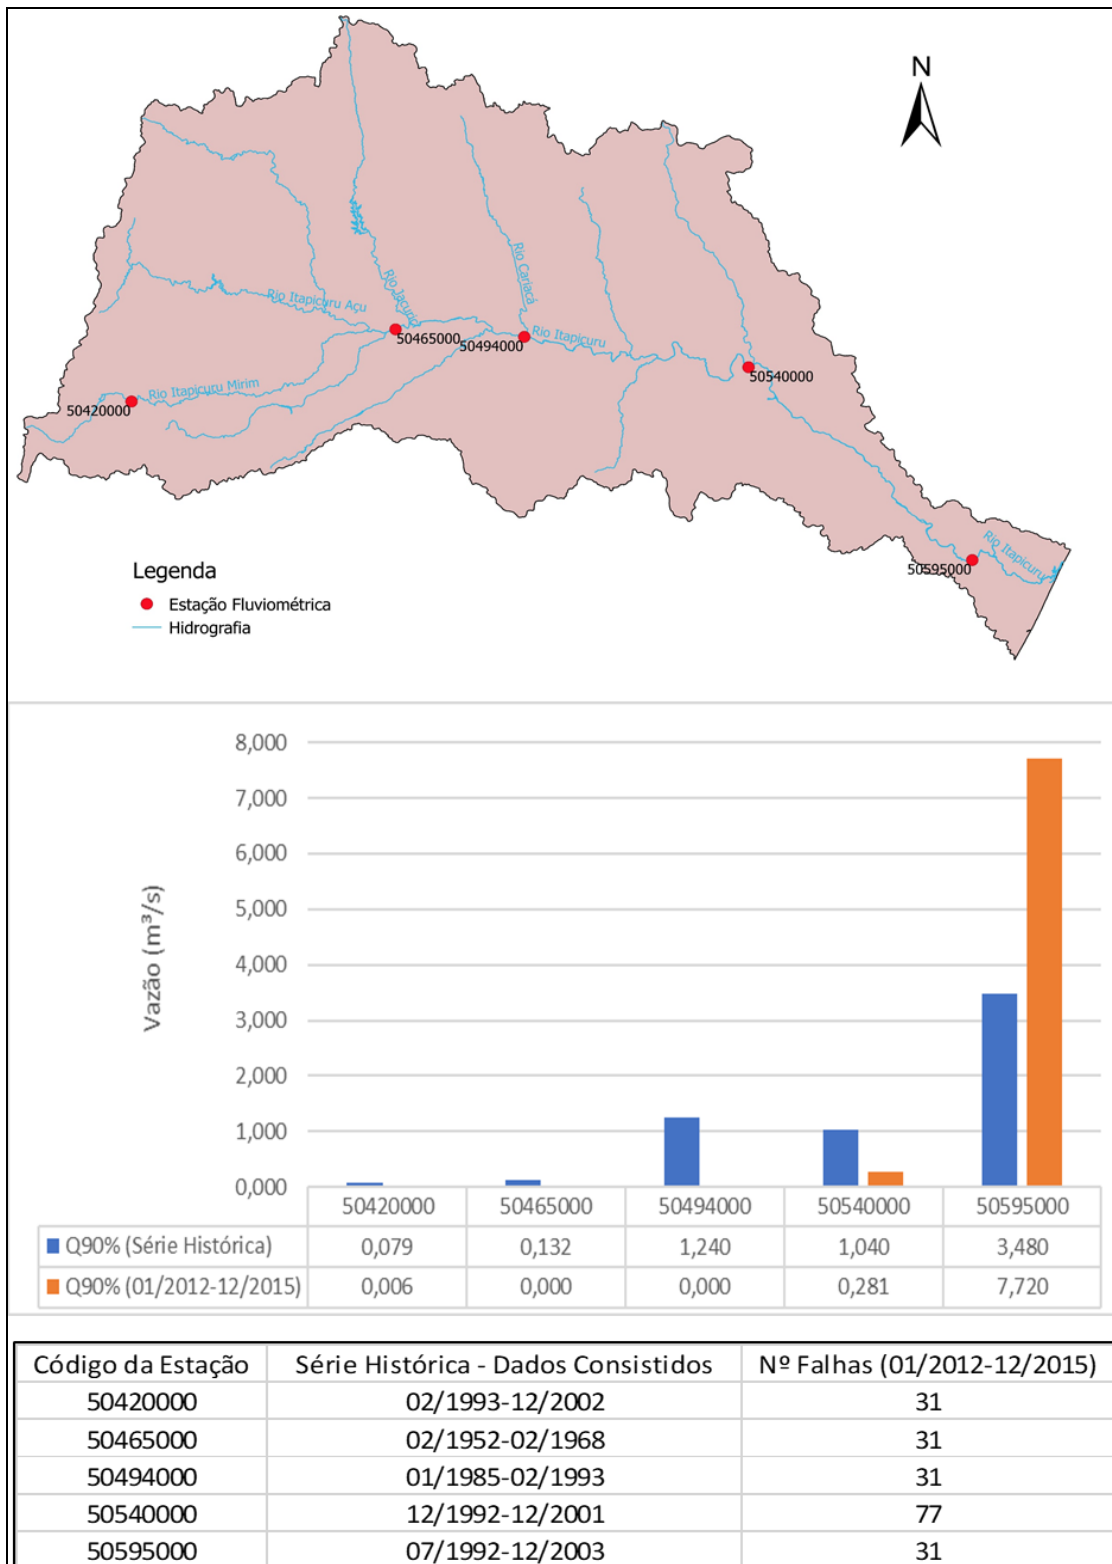 N
Rio Itapicuru Açu
Rio Jacurici
Rio Cariacá
50465000
50494000
Rio Itapicuru
50540000
Rio Itapicuru Mirim
50420000
Rio Itapicuru
50595000
Legenda
Estação Fluviométrica
Hidrografia
Vazão (m³/s)
8,000
7,000
6,000
5,000
4,000
3,000
2,000
1,000
0,000
50420000 50465000 50494000 50540000 50595000
Q90% (Série Histórica) 0,079 0,132 1,240 1,040 3,480
Q90% (01/2012-12/2015) 0,006 0,000 0,000 0,281 7,720
Código da Estação Série Histórica - Dados Consistidos Nº Falhas (01/2012-12/2015)
50420000 02/1993-12/2002 31
50465000 02/1952-02/1968 31
50494000 01/1985-02/1993 31
50540000 12/1992-12/2001 77
50595000 07/1992-12/2003 31